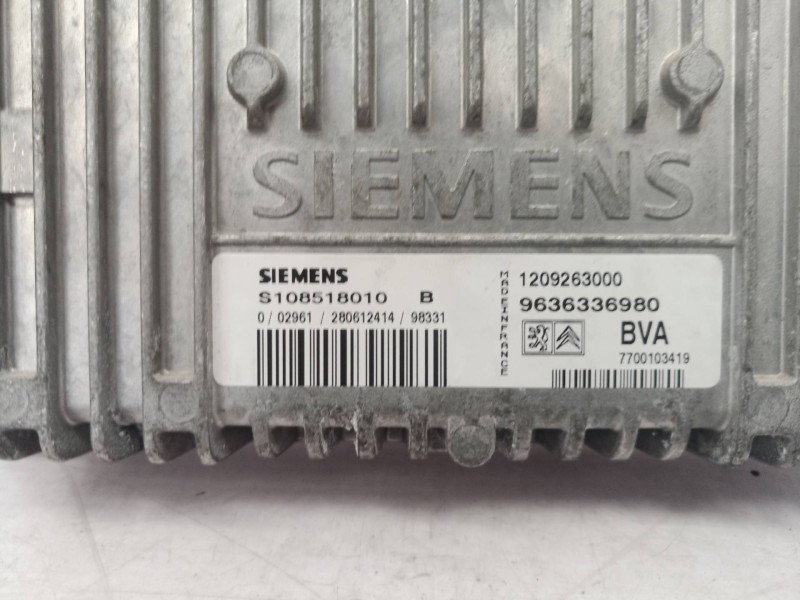 SIEMENS
SIEMENS
S108518010 B
0 / 02961 / 280612414 / 98331
MADE IN FRANCE
1209263000
9636336980
BVA
7700103419